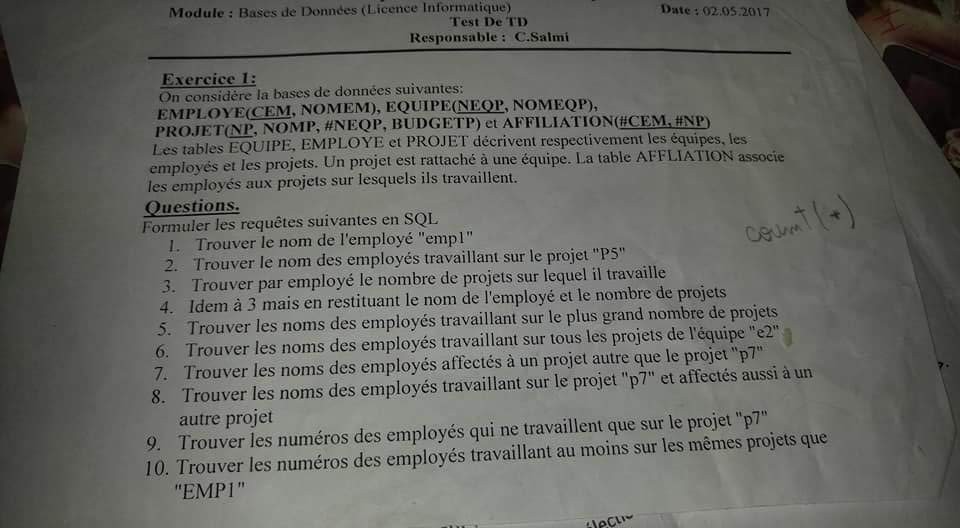 Module : Bases de Données (Licence Informatique)
Date : 02.05.2017
Test De TD
Responsable : C.Salmi
Exercice 1:
On considère la bases de données suivantes:
EMPLOYE(CEM, NOMEM), EQUIPE(NEQP, NOMEQP),
PROJET(NP, NOMP, #NEQP, BUDGETP) et AFFILIATION(#CEM, #NP)
Les tables EQUIPE, EMPLOYE et PROJET décrivent respectivement les équipes, les
employés et les projets. Un projet est rattaché à une équipe. La table AFFLIATION associe
les employés aux projets sur lesquels ils travaillent.
Questions.
Formuler les requêtes suivantes en SQL
count(*)
1. Trouver le nom de l'employé "emp1"
2. Trouver le nom des employés travaillant sur le projet "P5"
3. Trouver par employé le nombre de projets sur lequel il travaille
4. Idem à 3 mais en restituant le nom de l'employé et le nombre de projets
5. Trouver les noms des employés travaillant sur le plus grand nombre de projets
6. Trouver les noms des employés travaillant sur tous les projets de l'équipe "e2"
7. Trouver les noms des employés affectés à un projet autre que le projet "p7"
8. Trouver les noms des employés travaillant sur le projet "p7" et affectés aussi à un
autre projet
9. Trouver les numéros des employés qui ne travaillent que sur le projet "p7"
10. Trouver les numéros des employés travaillant au moins sur les mêmes projets que
"EMP1"